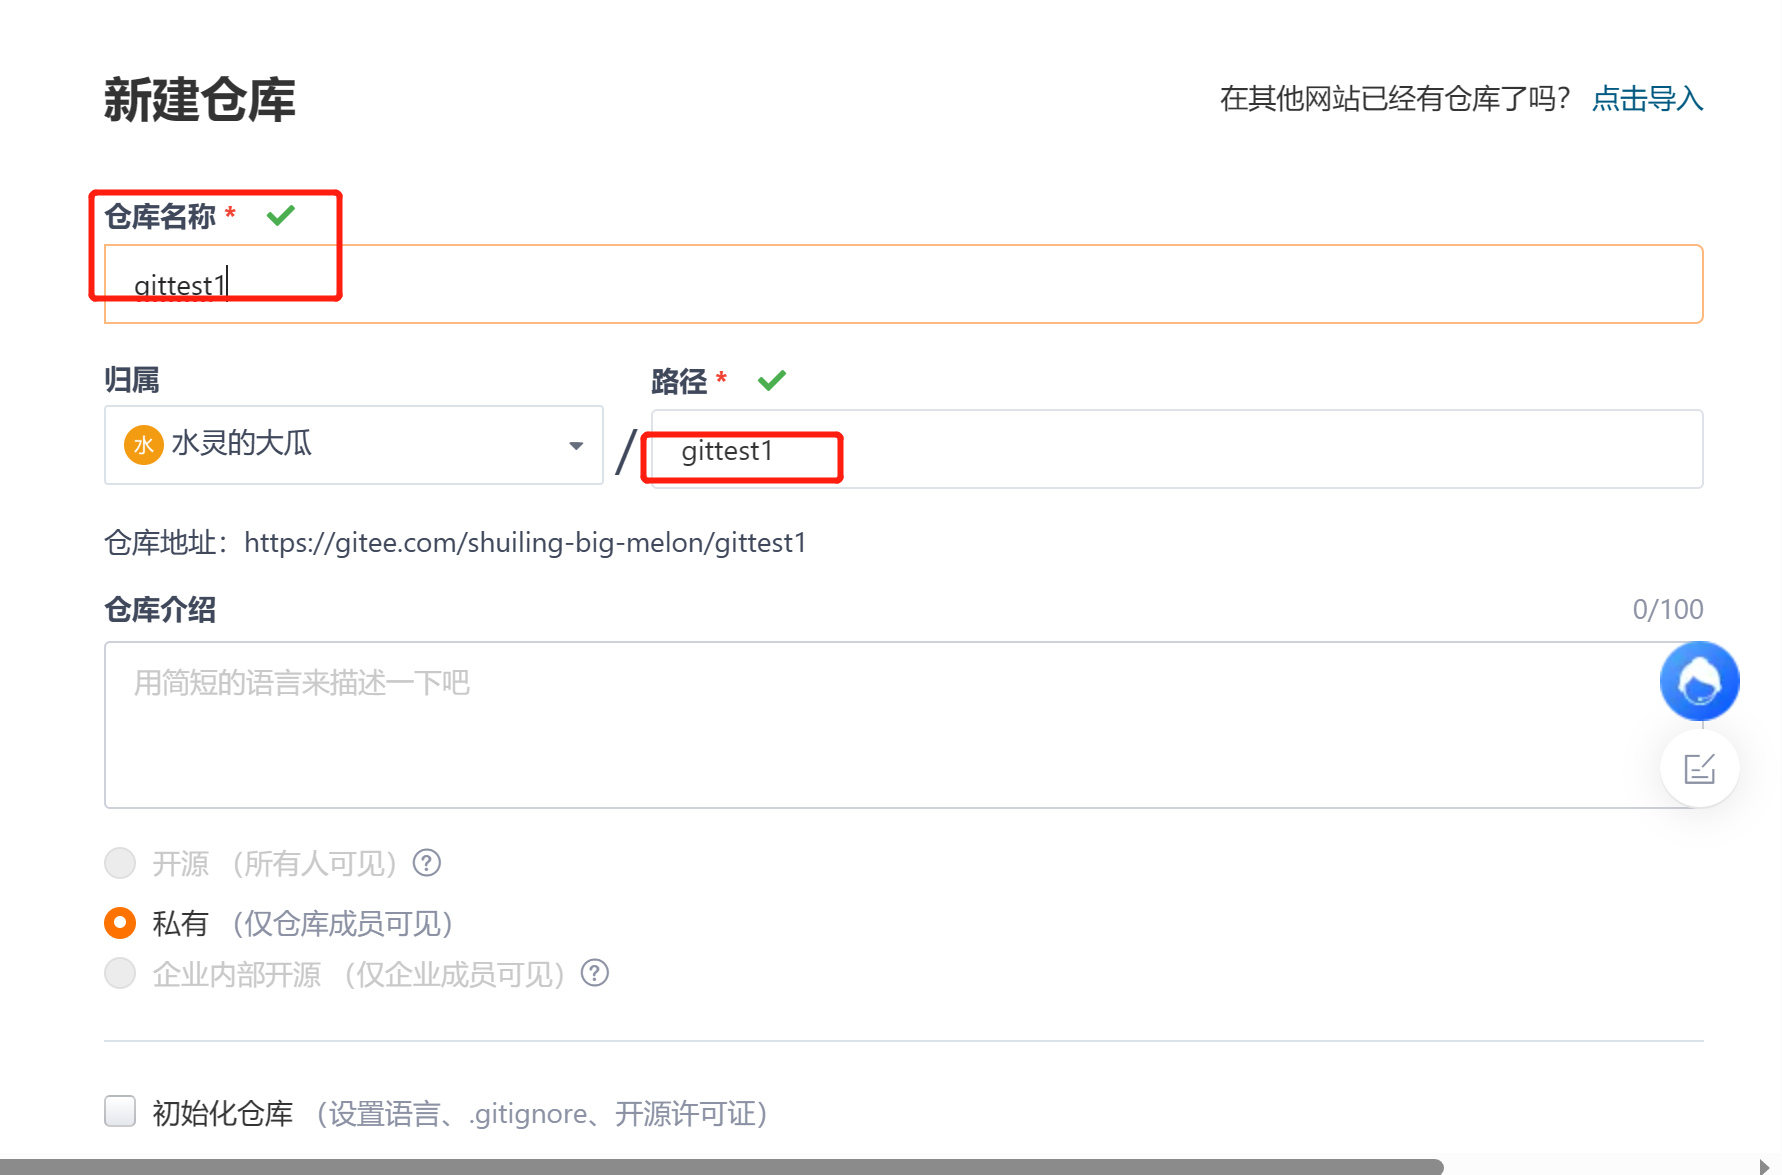 新建仓库
在其他网站已经有仓库了吗？ 点击导入
仓库名称 *
gittest1
归属
路径 *
水 水灵的大瓜
/
gittest1
仓库地址：https://gitee.com/shuiling-big-melon/gittest1
仓库介绍
0/100
用简短的语言来描述一下吧
开源 （所有人可见） ?
私有 （仅仓库成员可见）
企业内部开源 （仅企业成员可见） ?
初始化仓库 （设置语言、.gitignore、开源许可证）